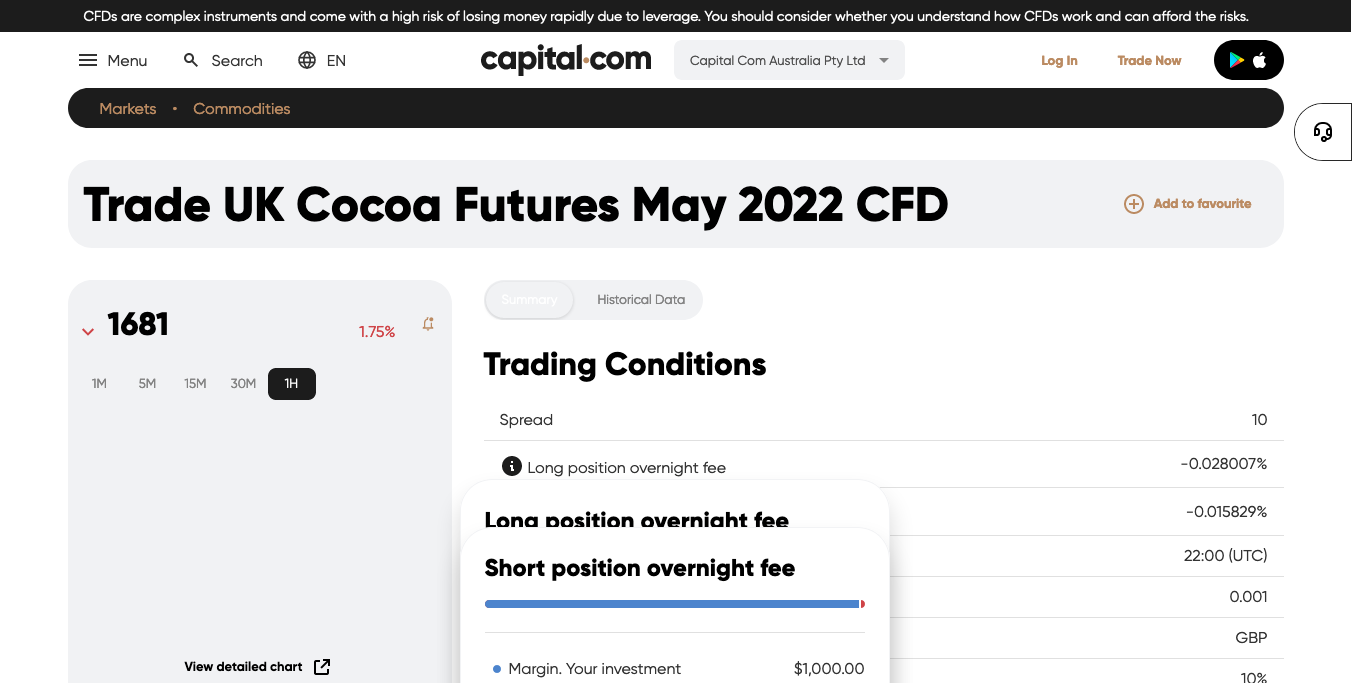 CFDs are complex instruments and come with a high risk of losing money rapidly due to leverage. You should consider whether you understand how CFDs work and can afford the risks.
Menu Search EN capital.com Capital Com Australia Pty Ltd Log In Trade Now
Markets • Commodities
Trade UK Cocoa Futures May 2022 CFD Add to favourite
1681 1.75%
1M 5M 15M 30M 1H
View detailed chart
Summary Historical Data
Trading Conditions
Spread 10
Long position overnight fee -0.028007%
Long position overnight fee
-0.015829%
Short position overnight fee
22:00 (UTC)
0.001
GBP
Margin. Your investment $1,000.00
10%